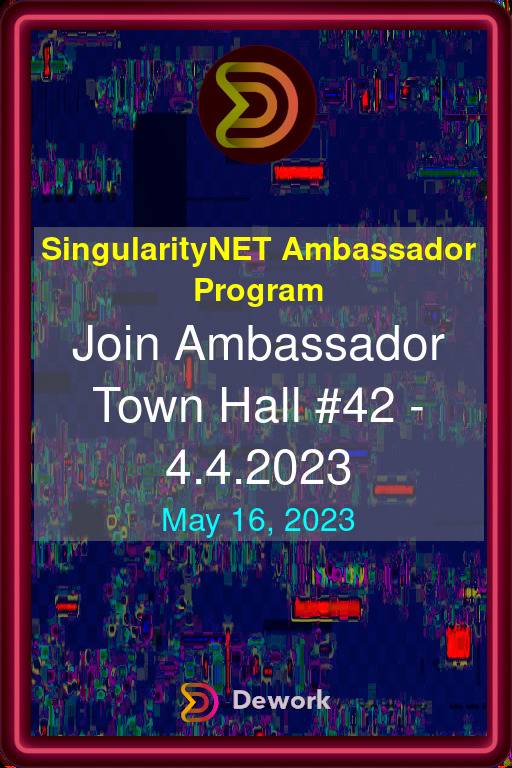 SingularityNET Ambassador
Program
Join Ambassador
Town Hall #42 -
4.4.2023
May 16, 2023
Dework